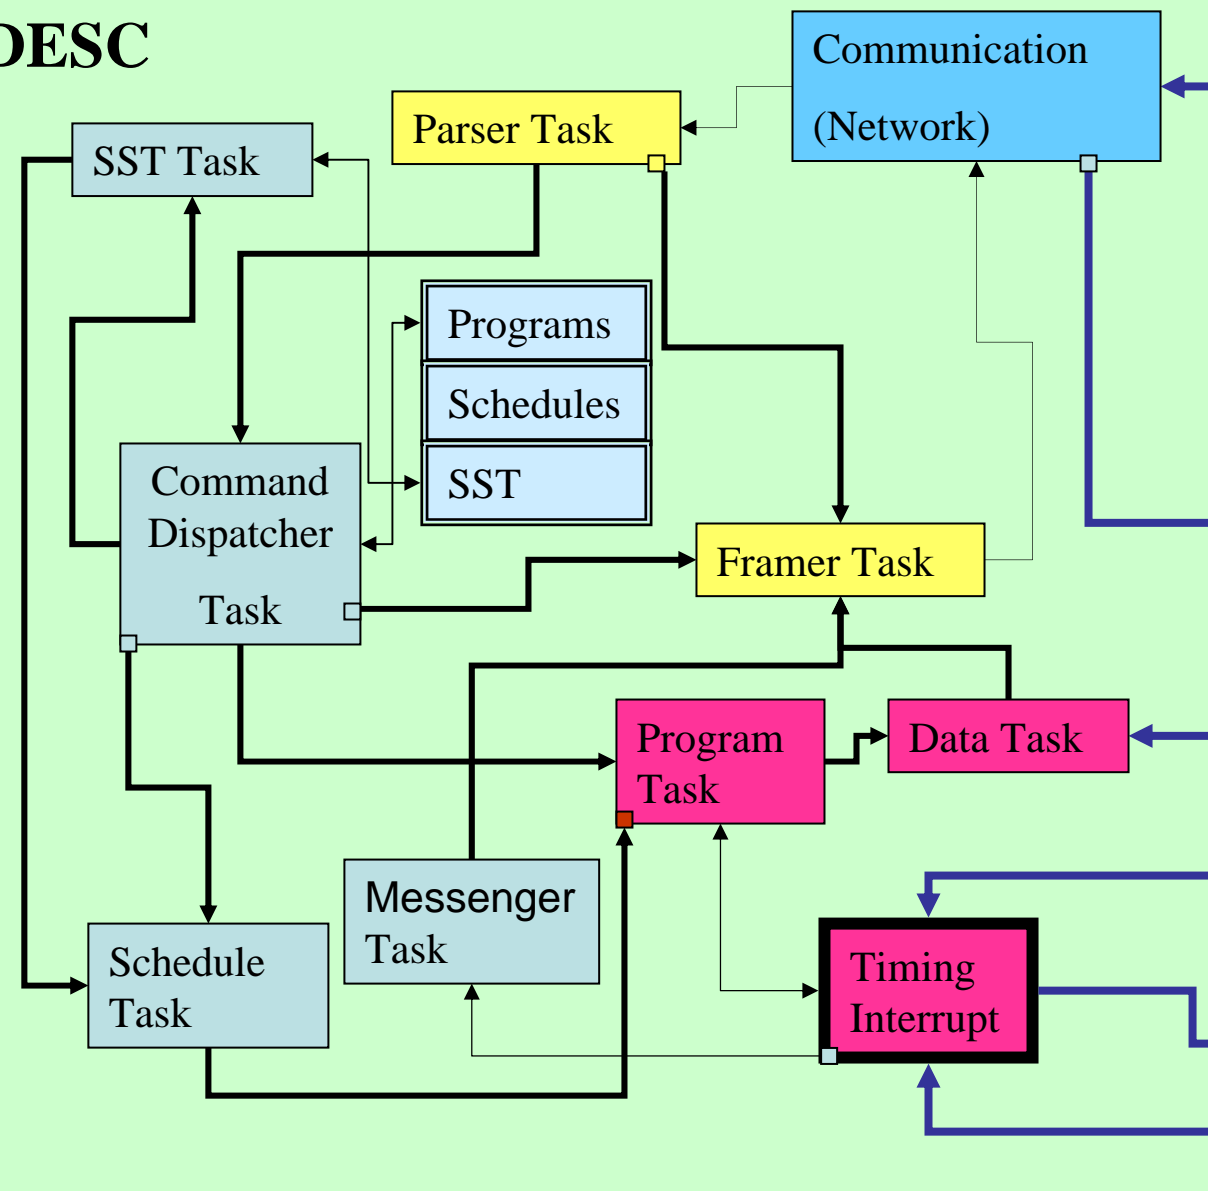 DESC
Communication
(Network)
Parser Task
SST Task
Programs
Schedules
SST
Command
Dispatcher
Task
Framer Task
Program
Task
Data Task
Messenger
Task
Schedule
Task
Timing
Interrupt